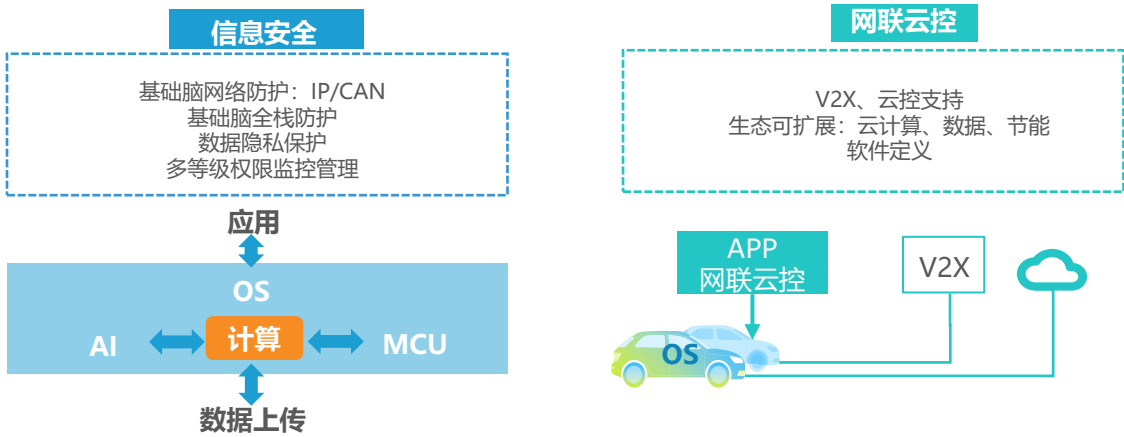 信息安全
基础脑网络防护：IP/CAN
基础脑全栈防护
数据隐私保护
多等级权限监控管理
应用
OS
AI
计算
MCU
数据上传
网联云控
V2X、云控支持
生态可扩展：云计算、数据、节能
软件定义
APP
网联云控
V2X
OS